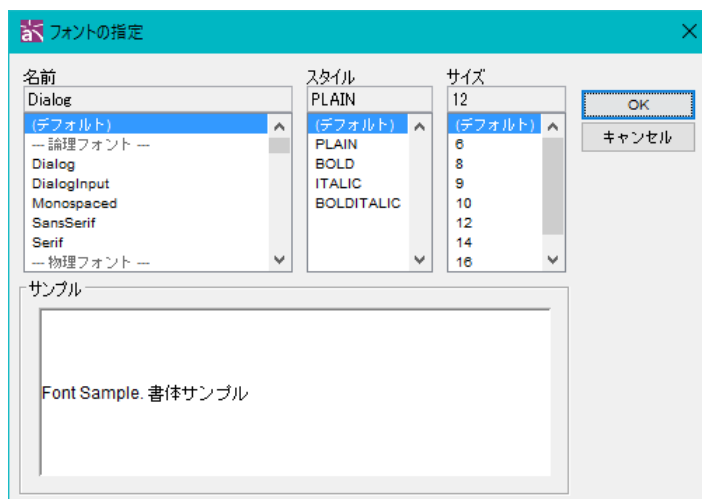 フォントの指定
名前
Dialog
(デフォルト)
--- 論理フォント ---
Dialog
DialogInput
Monospaced
SansSerif
Serif
--- 物理フォント ---
スタイル
PLAIN
(デフォルト)
PLAIN
BOLD
ITALIC
BOLDITALIC
サイズ
12
(デフォルト)
6
8
9
10
12
14
16
OK
キャンセル
サンプル
Font Sample. 書体サンプル